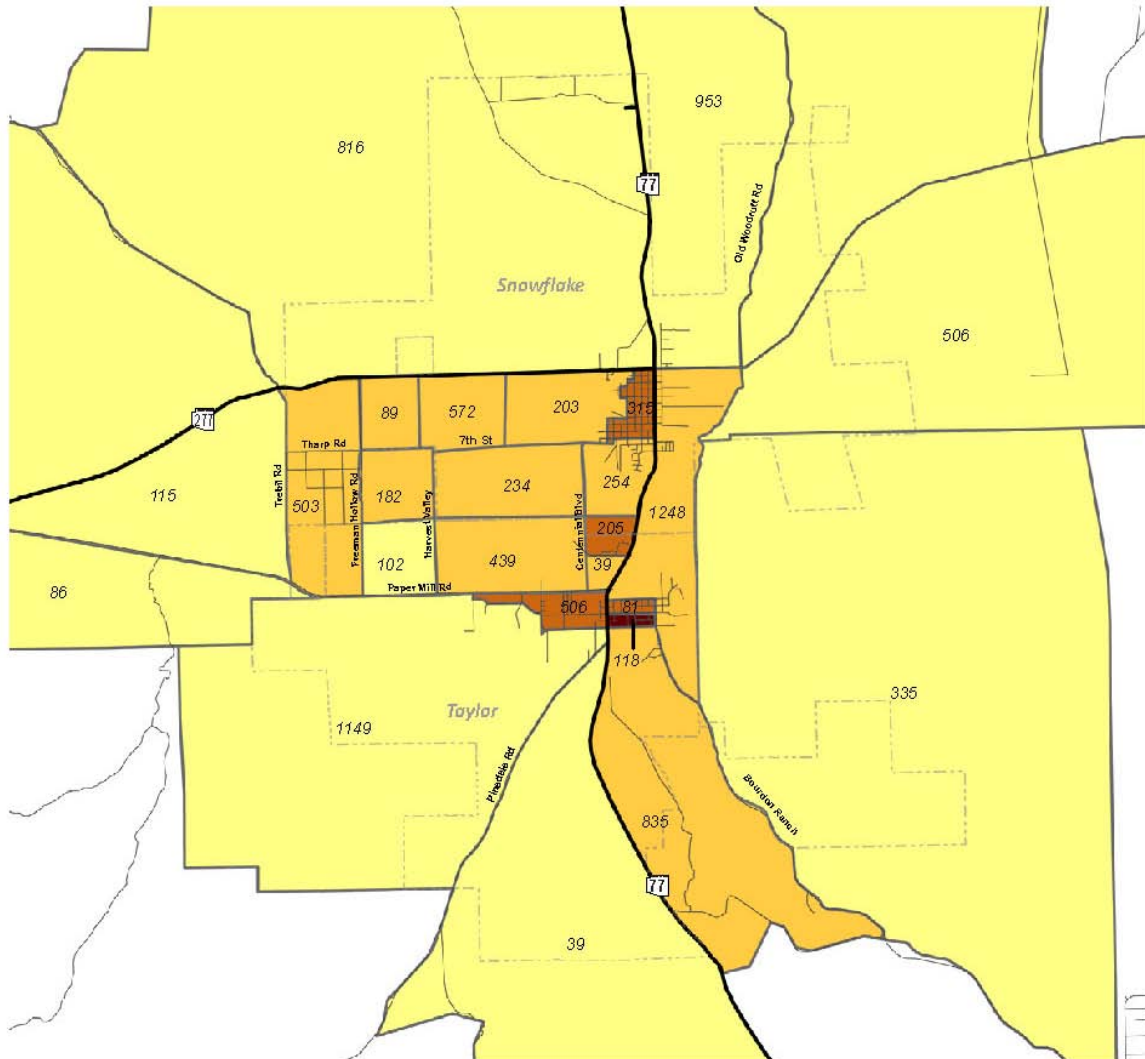 953
816
77
Old Woodruff Rd
Snowflake
506
89
572
203
315
277
7th St
Tharp Rd
115
Trebil Rd
503
Freeman Hollow Rd
182
Harvest Valley
234
Centennial Blvd
254
1248
205
102
439
39
86
Paper Mill Rd
506
81
118
335
Taylor
1149
Pinedale Rd
Bourdon Ranch
835
77
39